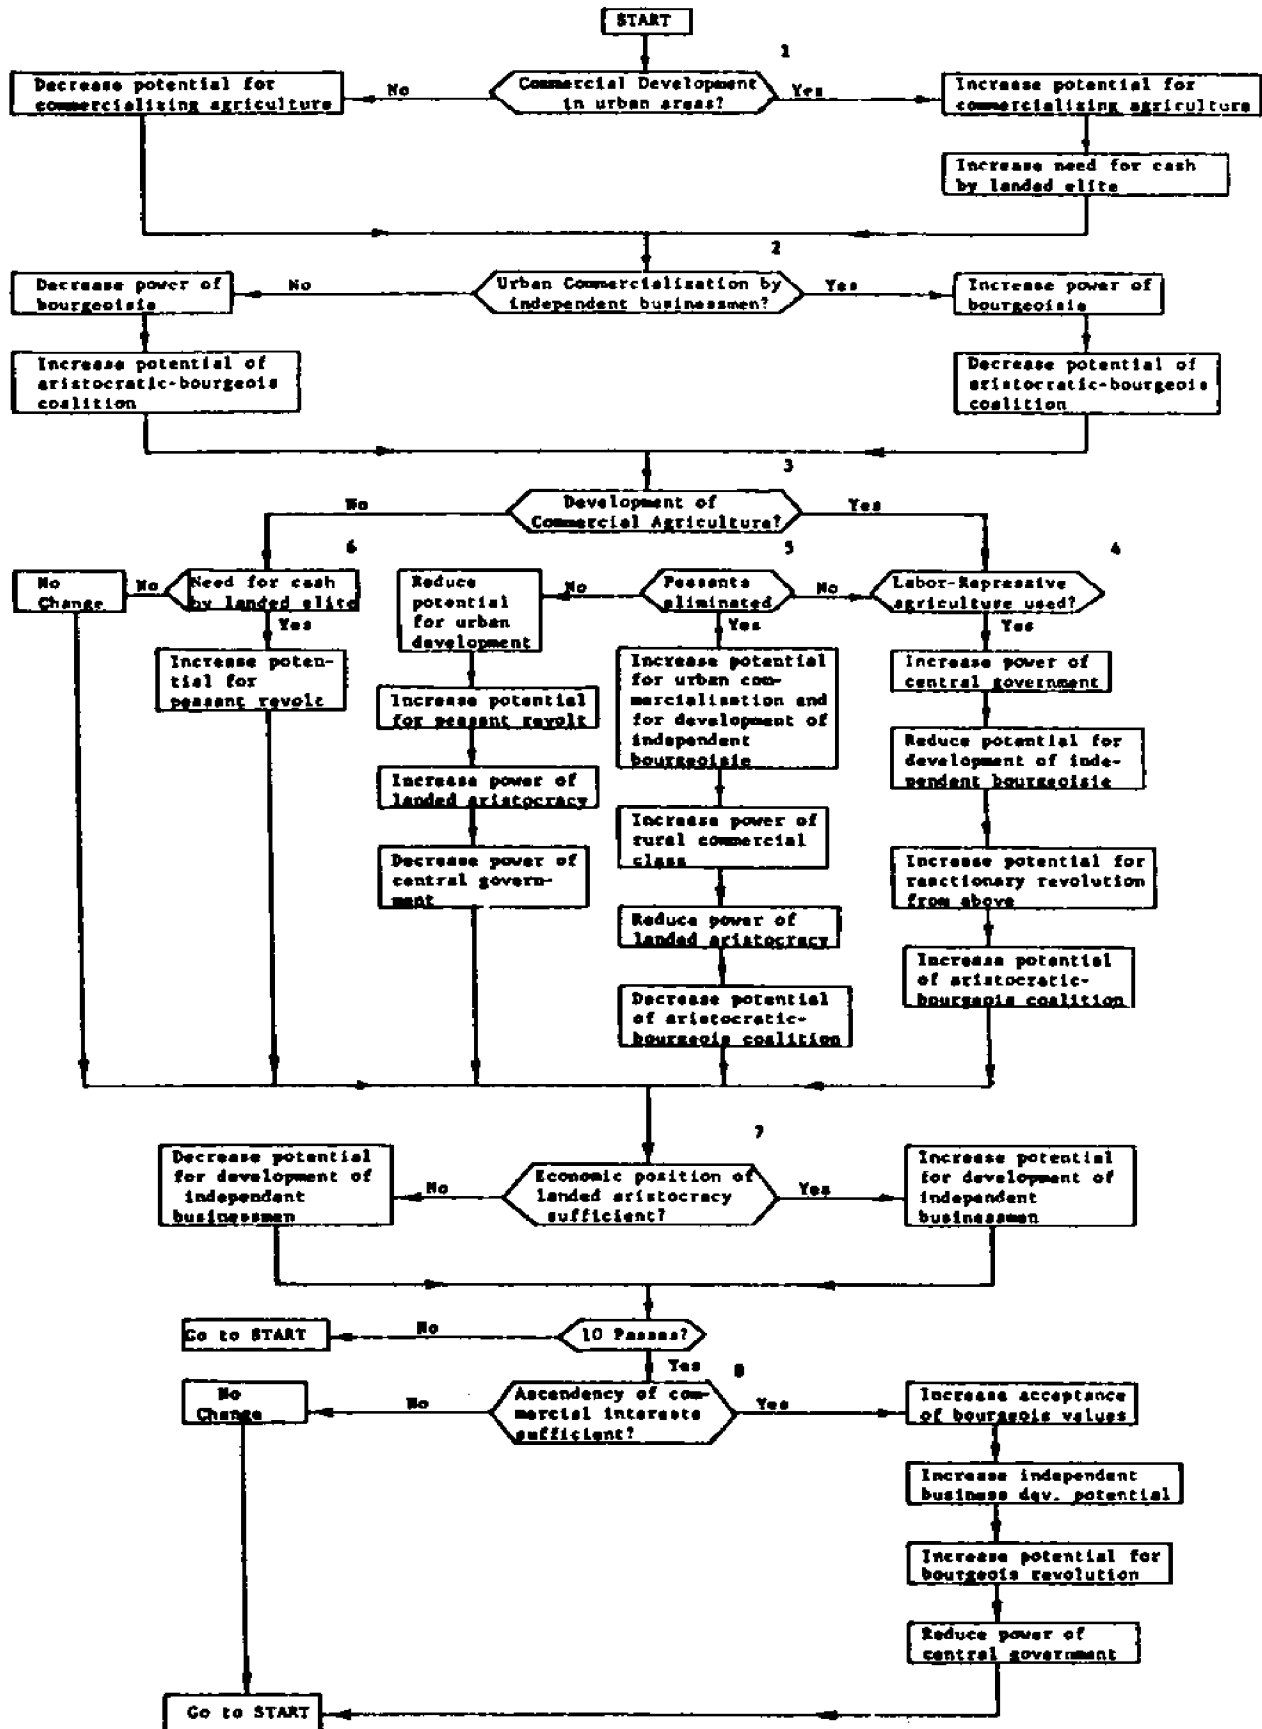 START
1
Decrease potential for
commercializing agriculture
No
Commercial Development
in urban areas?
Yes
Increase potential for
commercializing agriculture
Increase need for cash
by landed elite
2
Decrease power of
bourgeoisie
No
Urban Commercialization by
independent businessmen?
Yes
Increase power of
bourgeoisie
Increase potential of
aristocratic-bourgeois
coalition
Decrease potential of
aristocratic-bourgeois
coalition
3
No
Development of
Commercial Agriculture?
Yes
6
5
4
No
Change
No
Need for cash
by landed elite
Yes
Increase poten-
tial for
peasant revolt
Reduce
potential
for urban
development
No
Peasants
eliminated
No
Labor-Repressive
agriculture used?
Yes
Yes
Increase potential
for peasant revolt
Increase power of
landed aristocracy
Decrease power of
central govern-
ment
Increase potential
for urban com-
mercialisation and
for development of
independent
bourgeoisie
Increase power of
rural commercial
class
Reduce power of
landed aristocracy
Decrease potential
of aristocratic-
bourgeois coalition
Increase power of
central government
Reduce potential for
development of inde-
pendent bourgeoisie
Increase potential for
reactionary revolution
from above
Increase potential
of aristocratic-
bourgeois coalition
7
Decrease potential
for development of
independent
businessmen
No
Economic position of
landed aristocracy
sufficient?
Yes
Increase potential
for development of
independent
businessmen
Go to START
No
10 Passes?
Yes
8
No
Change
No
Ascendency of com-
mercial interests
sufficient?
Yes
Increase acceptance
of bourgeois values
Increase independent
business dev. potential
Increase potential for
bourgeois revolution
Reduce power of
central government
Go to START